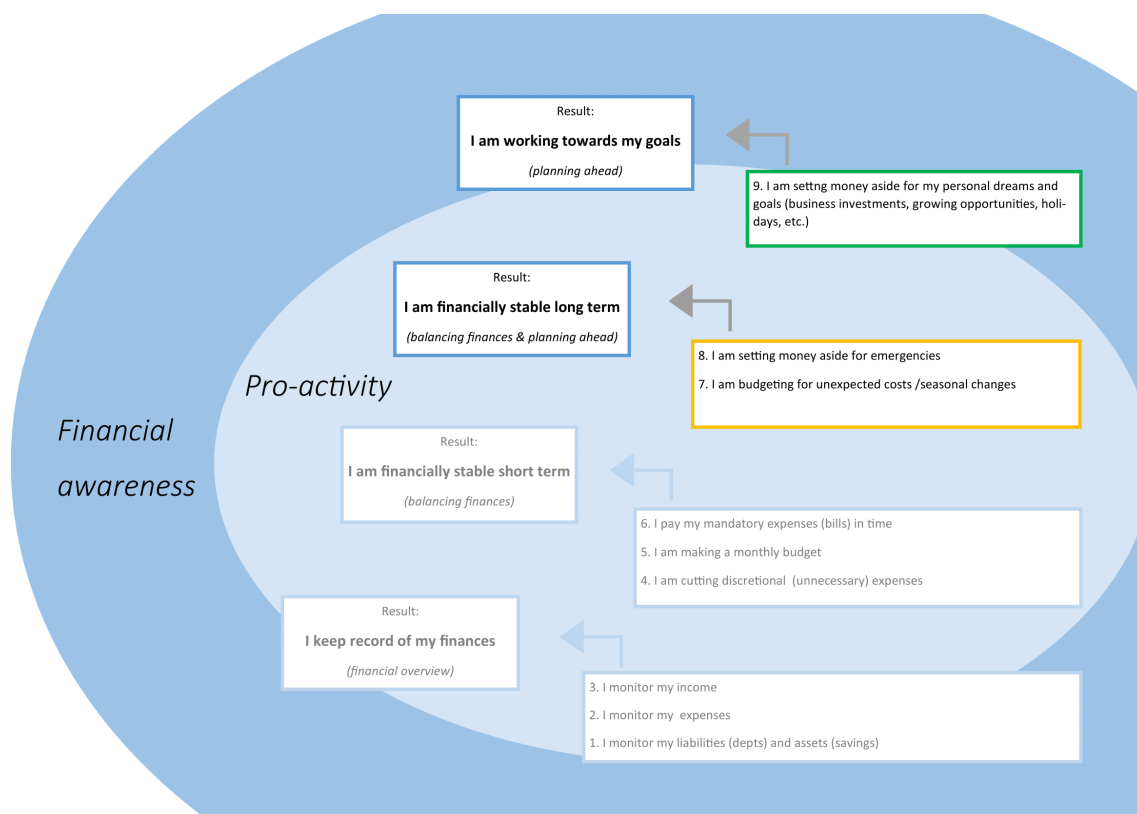 Result:
I am working towards my goals
(planning ahead)
9. I am settng money aside for my personal dreams and
goals (business investments, growing opportunities, holi-
days, etc.)
Result:
I am financially stable long term
(balancing finances & planning ahead)
8. I am setting money aside for emergencies
7. I am budgeting for unexpected costs /seasonal changes
Pro-activity
Financial
awareness
Result:
I am financially stable short term
(balancing finances)
6. I pay my mandatory expenses (bills) in time
5. I am making a monthly budget
4. I am cutting discretional (unnecessary) expenses
Result:
I keep record of my finances
(financial overview)
3. I monitor my income
2. I monitor my expenses
1. I monitor my liabilities (depts) and assets (savings)